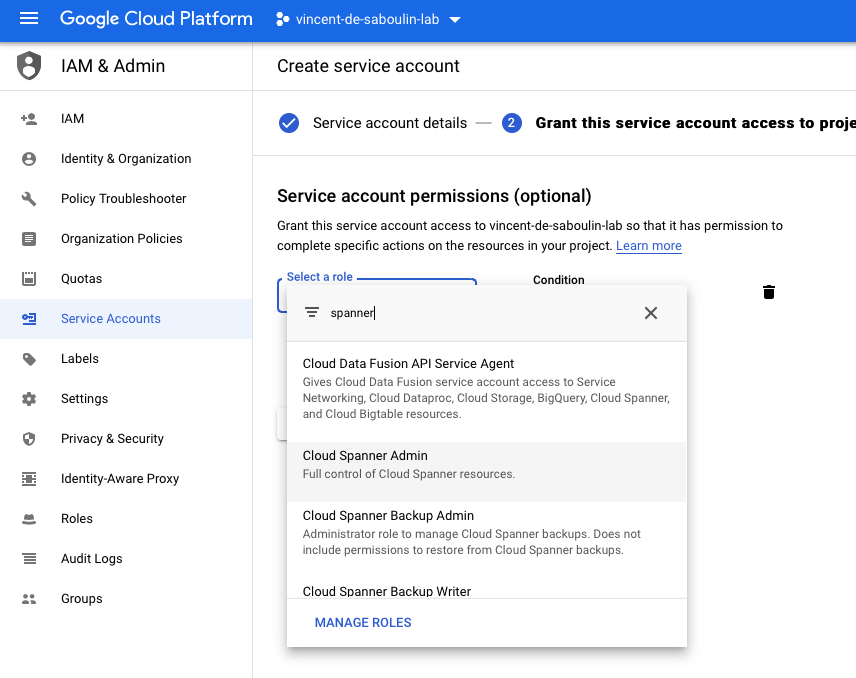 Google Cloud Platform
vincent-de-saboulin-lab
IAM & Admin
Create service account
IAM
Identity & Organization
Policy Troubleshooter
Organization Policies
Quotas
Service Accounts
Labels
Settings
Privacy & Security
Identity-Aware Proxy
Roles
Audit Logs
Groups
Service account details — 2 Grant this service account access to proje
Service account permissions (optional)
Grant this service account access to vincent-de-saboulin-lab so that it has permission to
complete specific actions on the resources in your project. Learn more
Select a role
Condition
spanner
Cloud Data Fusion API Service Agent
Gives Cloud Data Fusion service account access to Service
Networking, Cloud Dataproc, Cloud Storage, BigQuery, Cloud Spanner,
and Cloud Bigtable resources.
Cloud Spanner Admin
Full control of Cloud Spanner resources.
Cloud Spanner Backup Admin
Administrator role to manage Cloud Spanner backups. Does not
include permissions to restore from Cloud Spanner backups.
Cloud Spanner Backup Writer
MANAGE ROLES